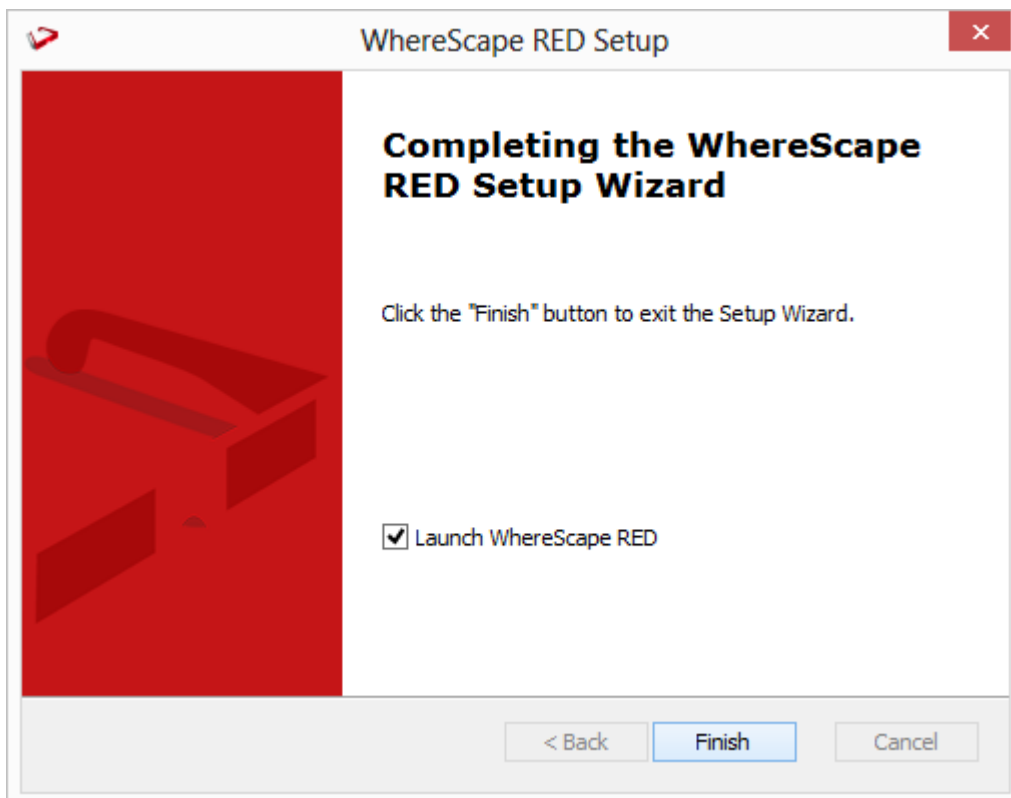 WhereScape RED Setup
Completing the WhereScape
RED Setup Wizard
Click the "Finish" button to exit the Setup Wizard.
Launch WhereScape RED
< Back Finish Cancel